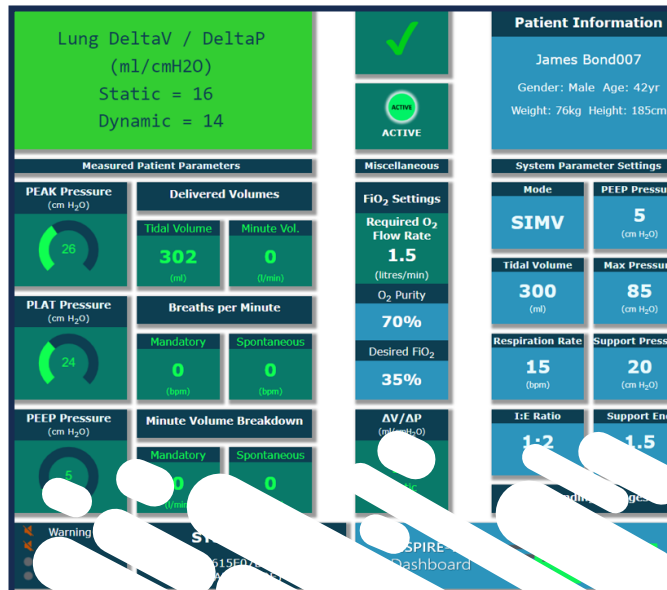 Lung DeltaV / DeltaP
(ml/cmH2O)
Static = 16
Dynamic = 14
ACTIVE
ACTIVE
Patient Information
James Bond007
Gender: Male Age: 42yr
Weight: 76kg Height: 185cm
Measured Patient Parameters
Miscellaneous
System Parameter Settings
PEAK Pressure
(cm H₂O)
26
Delivered Volumes
Tidal Volume
302
(ml)
Minute Vol.
0
(l/min)
PLAT Pressure
(cm H₂O)
24
Breaths per Minute
Mandatory
0
(bpm)
Spontaneous
0
(bpm)
PEEP Pressure
(cm H₂O)
5
Minute Volume Breakdown
Mandatory
0
Spontaneous
0
FiO₂ Settings
Required O₂
Flow Rate
1.5
(litres/min)
O₂ Purity
70%
Desired FiO₂
35%
ΔV/ΔP
Mode
SIMV
PEEP Pressu
5
(cm H₂O)
Tidal Volume
300
(ml)
Max Pressur
85
(cm H₂O)
Respiration Rate
15
(bpm)
Support Press
20
(cm H₂O)
I:E Ratio
1:2
Support En
1.5
Warning
Dashboard